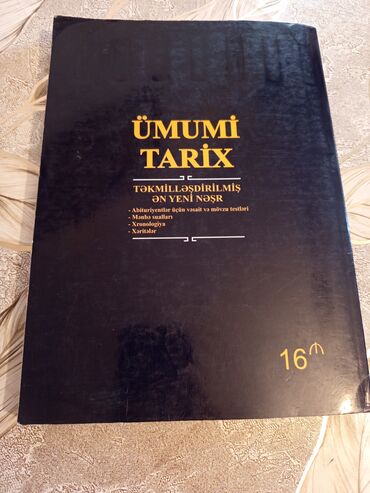 ÜMUMİ
TARİX
TƏKMİLLƏŞDİRİLMİŞ
ƏN YENİ NƏŞR
- Abituriyentlər üçün vəsait və mövzu testləri
- Mənbə sualları
- Xronologiya
- Xəritələr
16 ₼